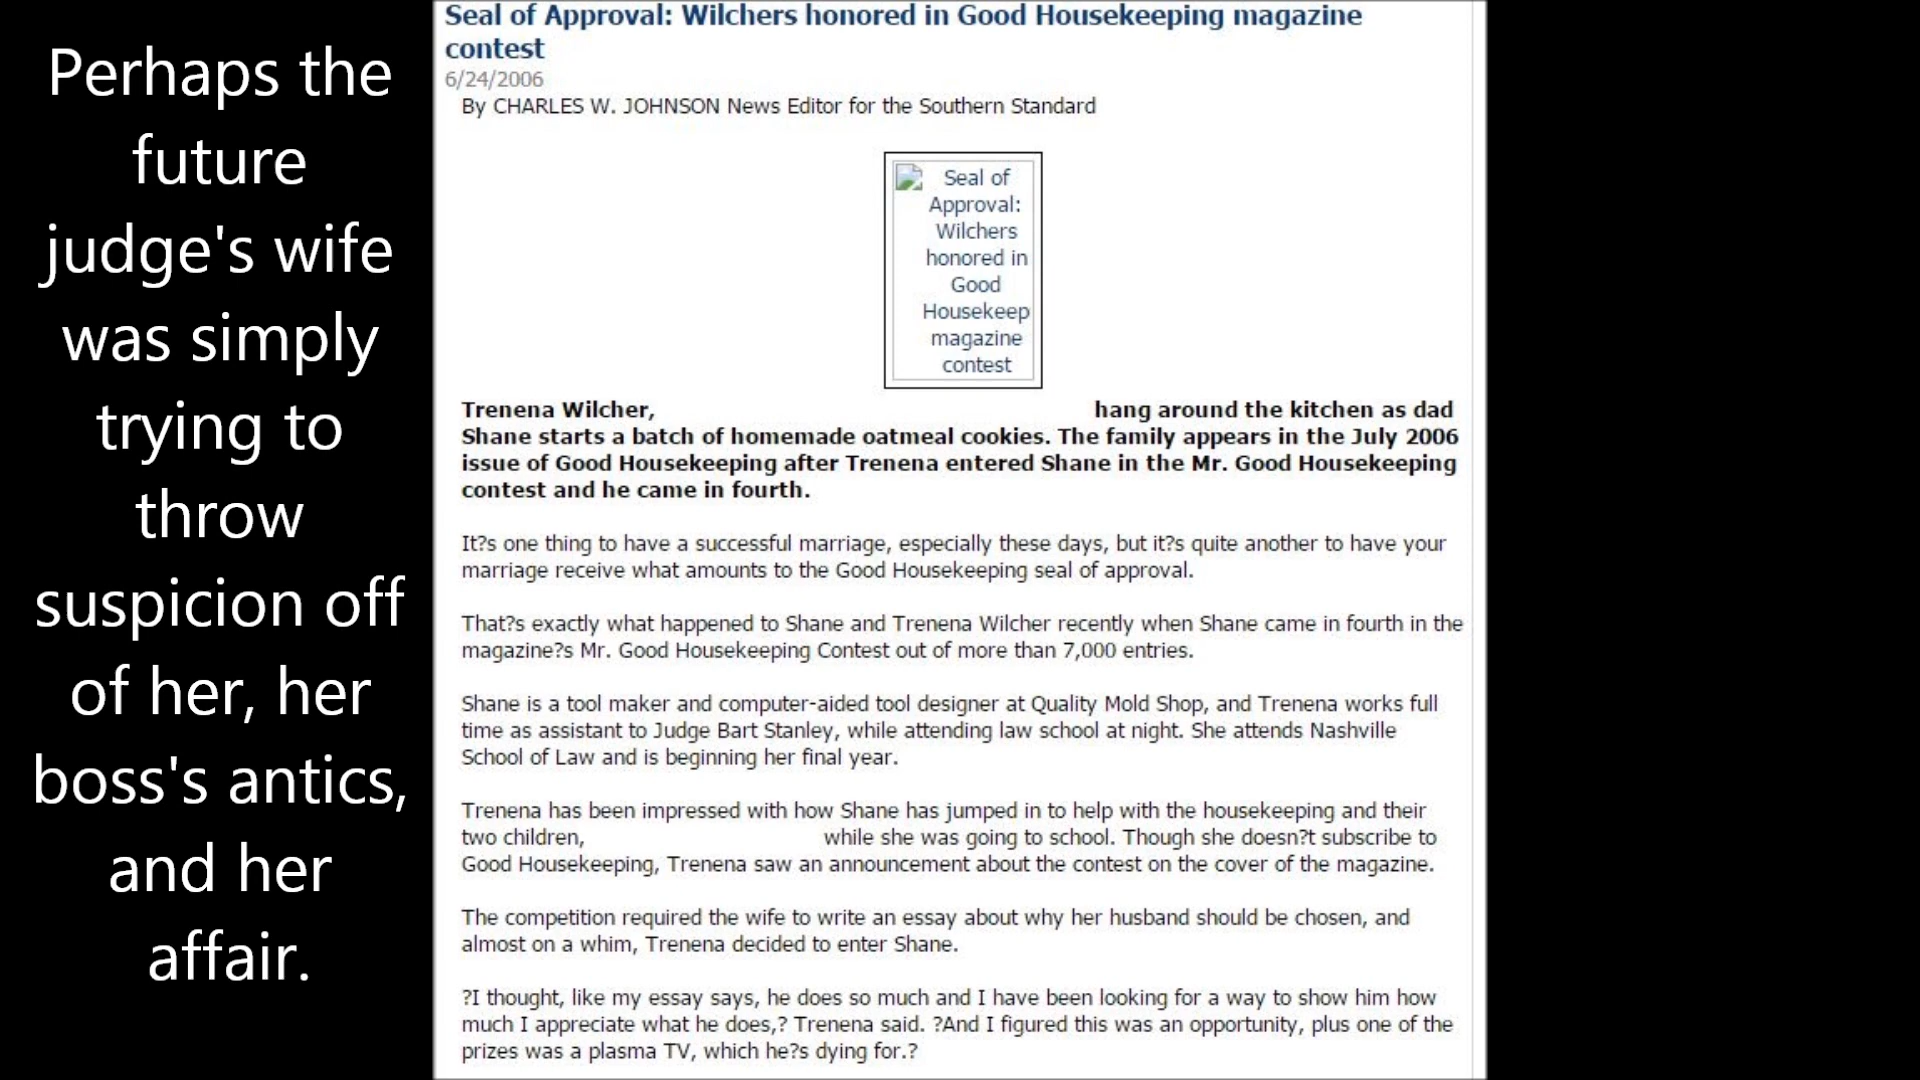 Perhaps the
future
judge's wife
was simply
trying to
throw
suspicion off
of her, her
boss's antics,
and her
affair.
Seal of Approval: Wilchers honored in Good Housekeeping magazine
contest
6/24/2006
By CHARLES W. JOHNSON News Editor for the Southern Standard
Seal of
Approval:
Wilchers
honored in
Good
Housekeep
magazine
contest
Trenena Wilcher, hang around the kitchen as dad
Shane starts a batch of homemade oatmeal cookies. The family appears in the July 2006
issue of Good Housekeeping after Trenena entered Shane in the Mr. Good Housekeeping
contest and he came in fourth.
It?s one thing to have a successful marriage, especially these days, but it?s quite another to have your
marriage receive what amounts to the Good Housekeeping seal of approval.
That?s exactly what happened to Shane and Trenena Wilcher recently when Shane came in fourth in the
magazine?s Mr. Good Housekeeping Contest out of more than 7,000 entries.
Shane is a tool maker and computer-aided tool designer at Quality Mold Shop, and Trenena works full
time as assistant to Judge Bart Stanley, while attending law school at night. She attends Nashville
School of Law and is beginning her final year.
Trenena has been impressed with how Shane has jumped in to help with the housekeeping and their
two children, while she was going to school. Though she doesn?t subscribe to
Good Housekeeping, Trenena saw an announcement about the contest on the cover of the magazine.
The competition required the wife to write an essay about why her husband should be chosen, and
almost on a whim, Trenena decided to enter Shane.
?I thought, like my essay says, he does so much and I have been looking for a way to show him how
much I appreciate what he does,? Trenena said. ?And I figured this was an opportunity, plus one of the
prizes was a plasma TV, which he?s dying for.?